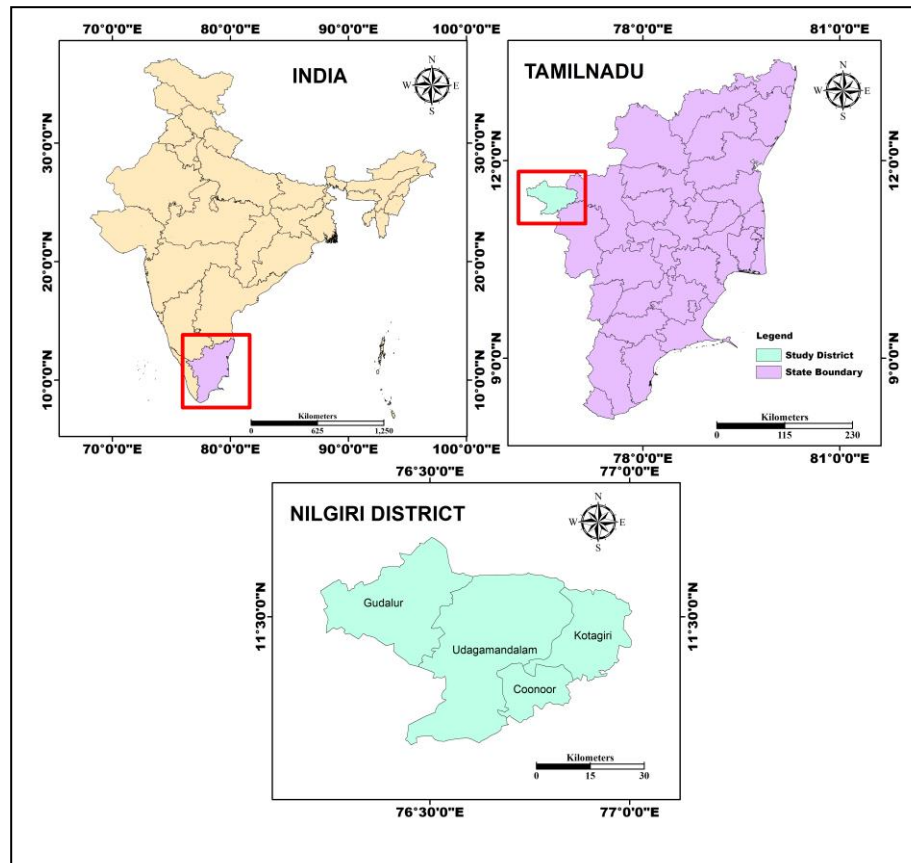 70°0'0"E 80°0'0"E 90°0'0"E 100°0'0"E
INDIA
N
W E
S
30°0'0"N
20°0'0"N
10°0'0"N
30°0'0"N
20°0'0"N
10°0'0"N
Kilometers
0 625 1,250
70°0'0"E 80°0'0"E 90°0'0"E 100°0'0"E
78°0'0"E 81°0'0"E
TAMILNADU
N
W E
S
12°0'0"N
9°0'0"N
12°0'0"N
9°0'0"N
Legend
Study District
State Boundary
Kilometers
0 115 230
78°0'0"E 81°0'0"E
76°30'0"E 77°0'0"E
NILGIRI DISTRICT
N
W E
S
11°30'0"N
11°30'0"N
Gudalur
Udagamandalam
Kotagiri
Coonoor
Kilometers
0 15 30
76°30'0"E 77°0'0"E